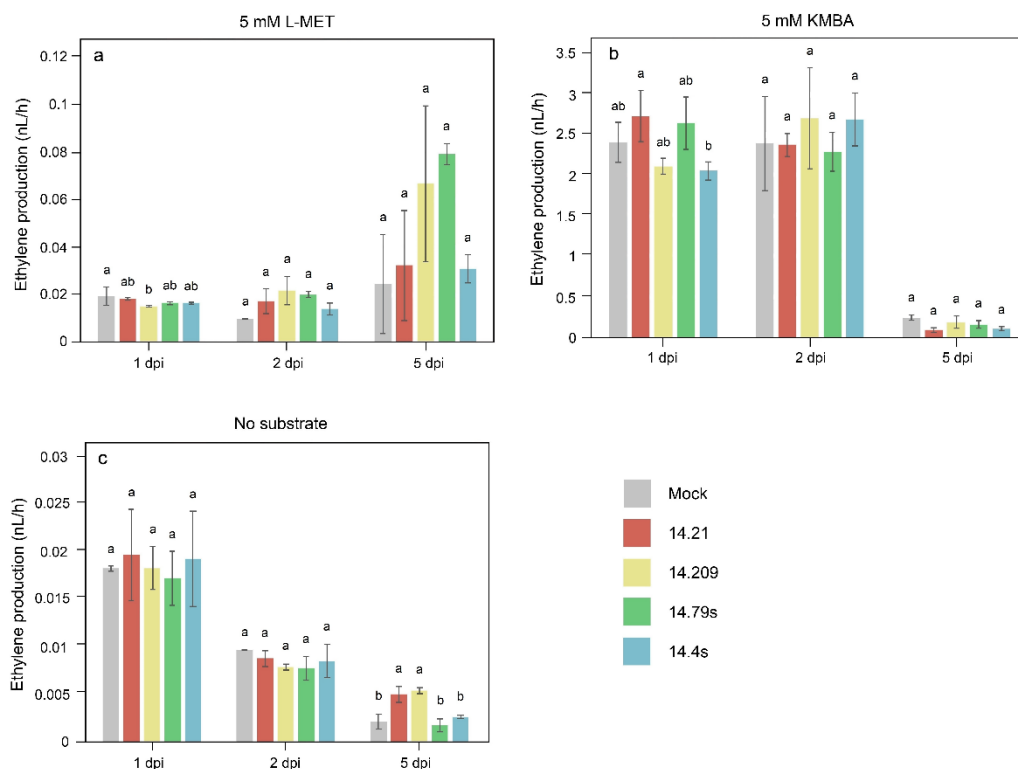 5 mM L-MET
a
Ethylene production (nL/h)
0.12
0.1
0.08
0.06
0.04
0.02
0
a ab b ab ab
a a a a a
a a a a a
1 dpi 2 dpi 5 dpi
5 mM KMBA
b
Ethylene production (nL/h)
3.5
3
2.5
2
1.5
1
0.5
0
ab a ab ab b
a a a a a
a a a a a
1 dpi 2 dpi 5 dpi
No substrate
c
Ethylene production (nL/h)
0.03
0.025
0.02
0.015
0.01
0.005
0
a a a a a
a a a a a
b a a b b
1 dpi 2 dpi 5 dpi
Mock
14.21
14.209
14.79s
14.4s